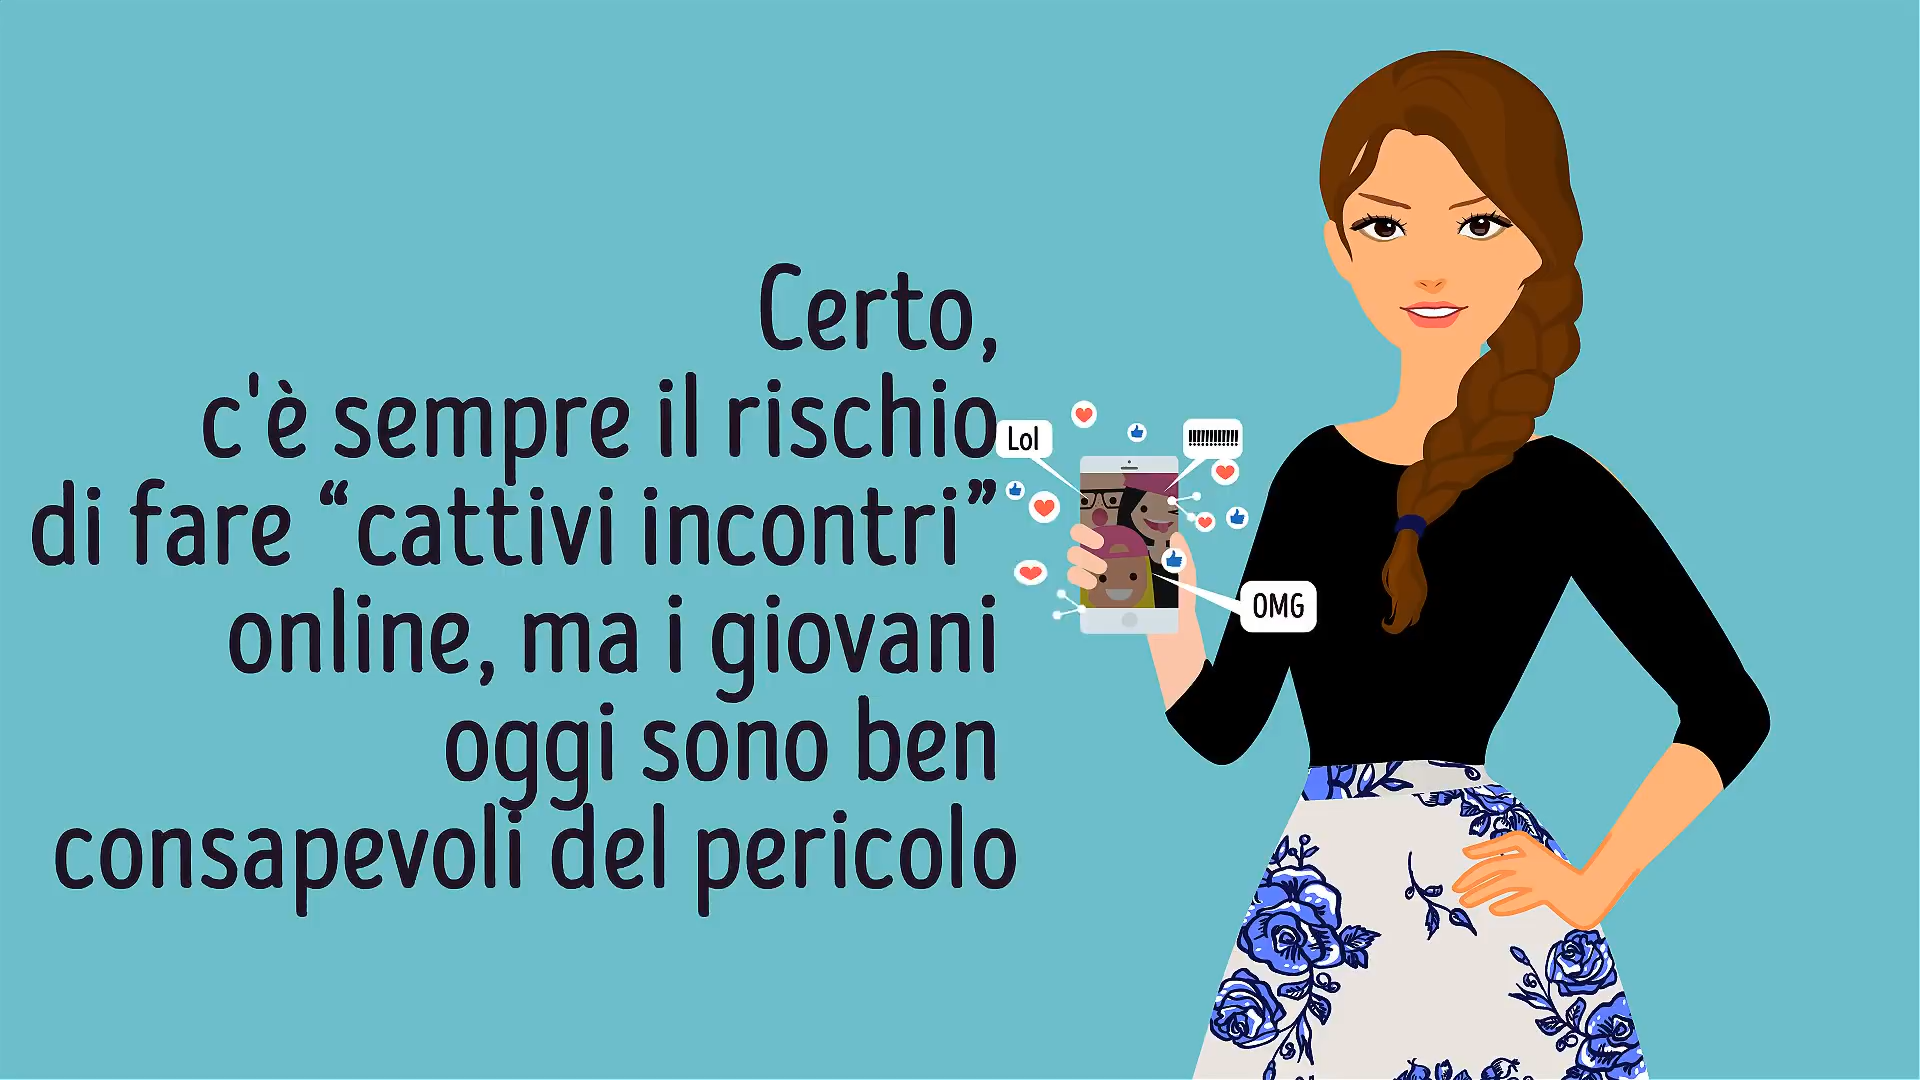 Certo,
c'è sempre il rischio
di fare “cattivi incontri”
online, ma i giovani
oggi sono ben
consapevoli del pericolo
Lol
!!!!!!!!!!!
OMG